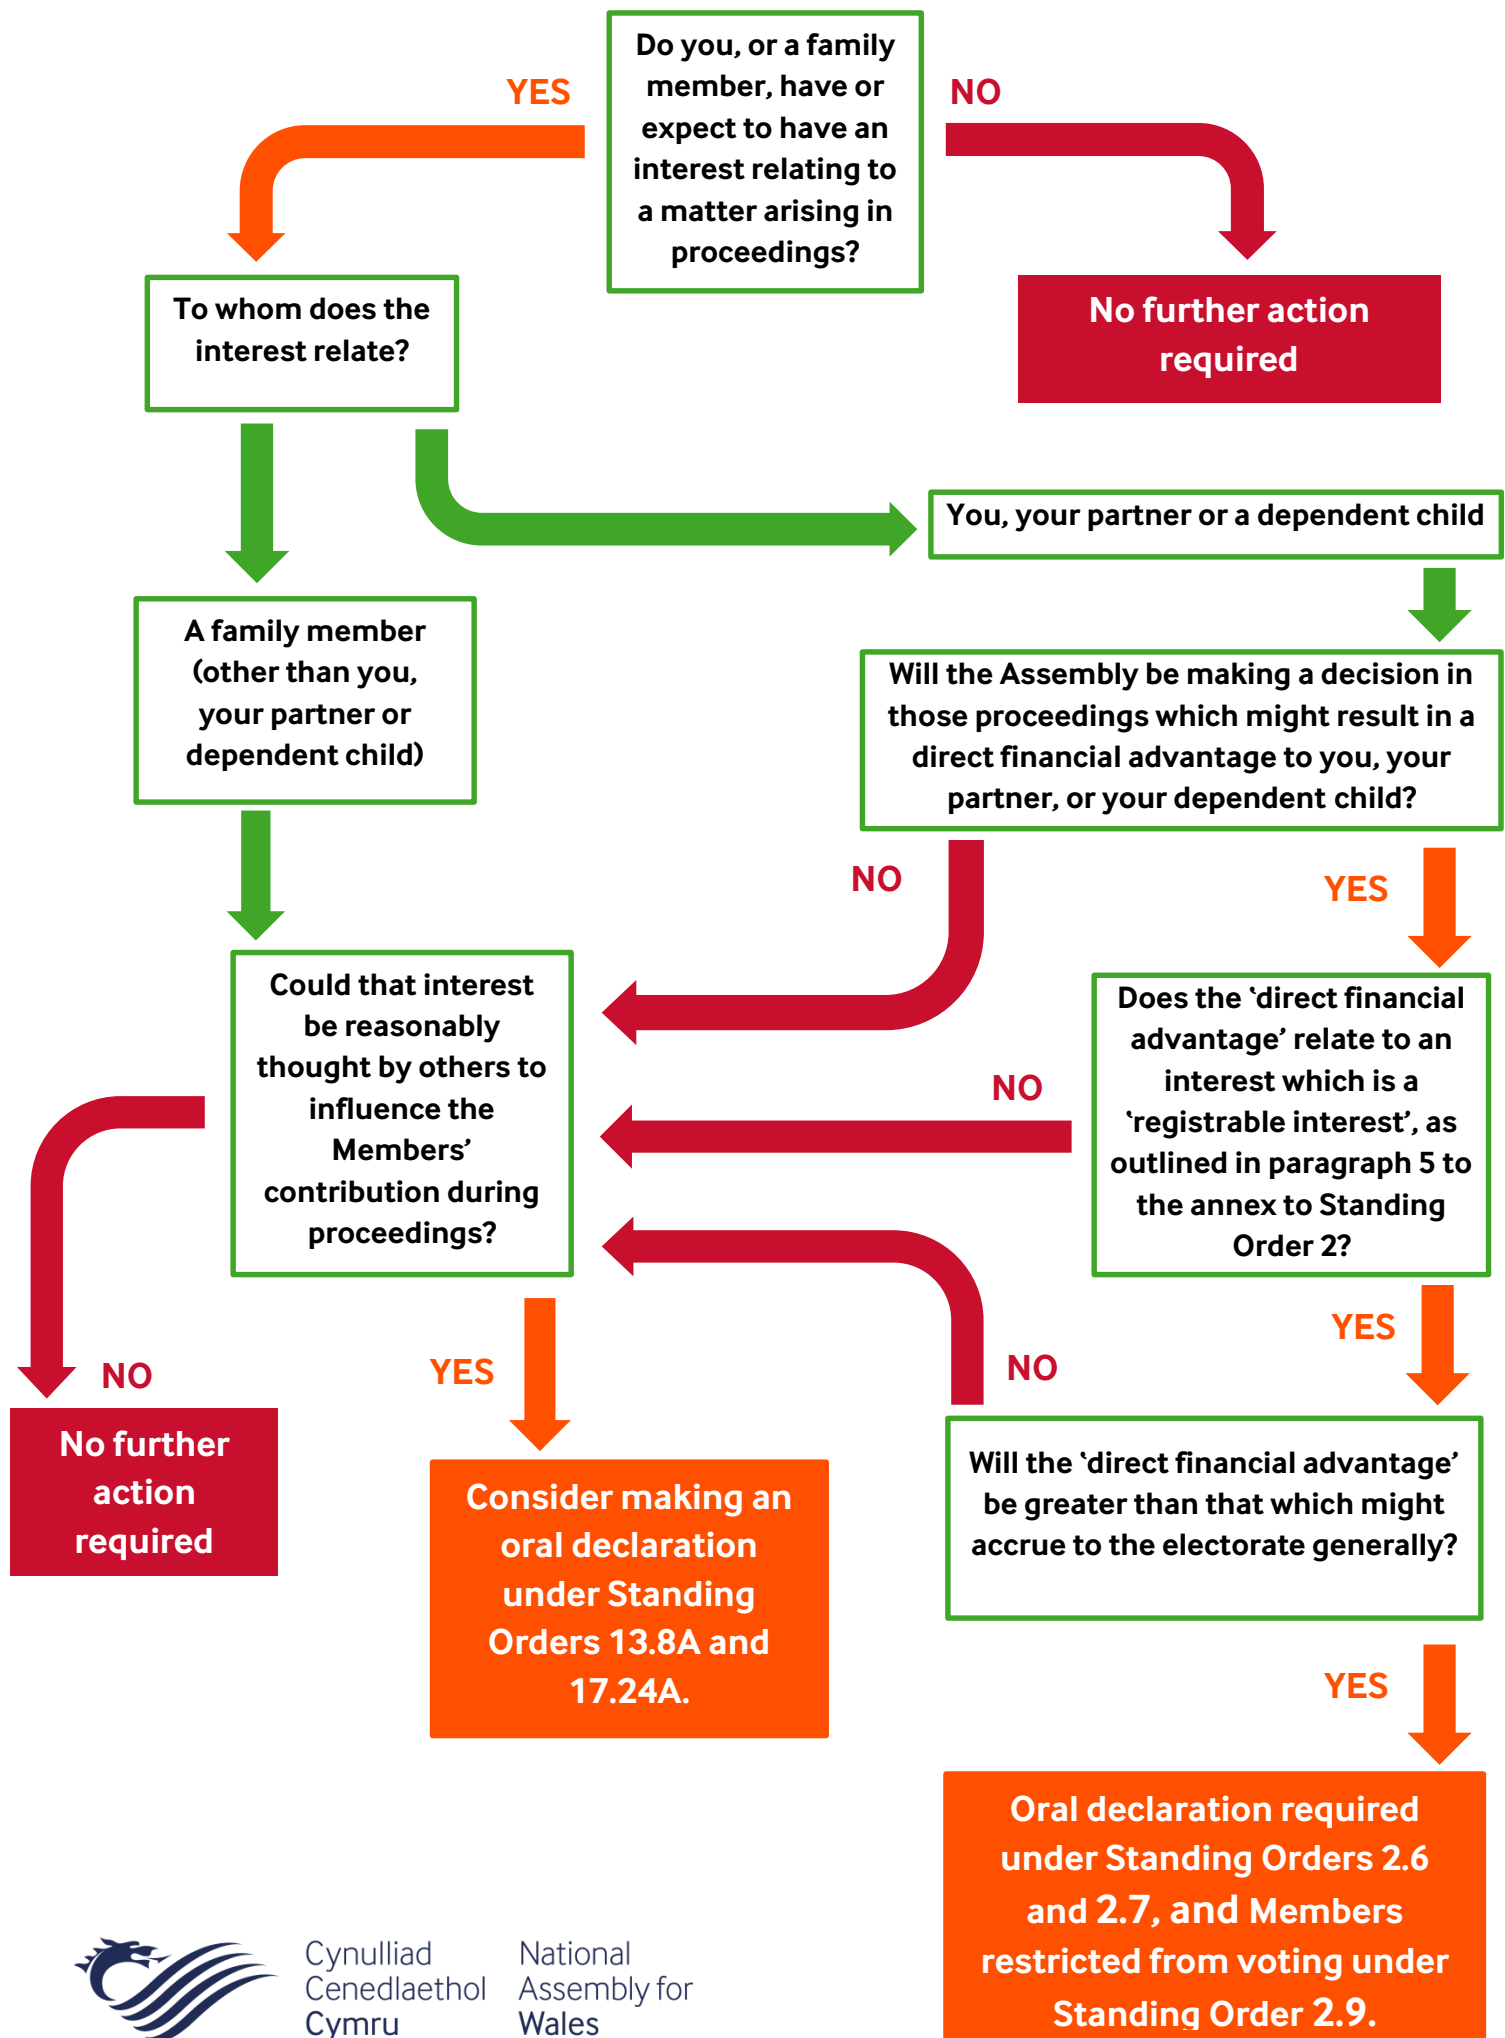 Do you, or a family
member, have or
expect to have an
interest relating to
a matter arising in
proceedings?
YES
NO
To whom does the
interest relate?
No further action
required
You, your partner or a dependent child
A family member
(other than you,
your partner or
dependent child)
Will the Assembly be making a decision in
those proceedings which might result in a
direct financial advantage to you, your
partner, or your dependent child?
NO
YES
Could that interest
be reasonably
thought by others to
influence the
Members’
contribution during
proceedings?
Does the ‘direct financial
advantage’ relate to an
interest which is a
‘registrable interest’, as
outlined in paragraph 5 to
the annex to Standing
Order 2?
NO
YES
NO
NO
YES
No further
action
required
Consider making an
oral declaration
under Standing
Orders 13.8A and
17.24A.
Will the ‘direct financial advantage’
be greater than that which might
accrue to the electorate generally?
YES
Oral declaration required
under Standing Orders 2.6
and 2.7, and Members
restricted from voting under
Standing Order 2.9.
Cynulliad
Cenedlaethol
Cymru
National
Assembly for
Wales